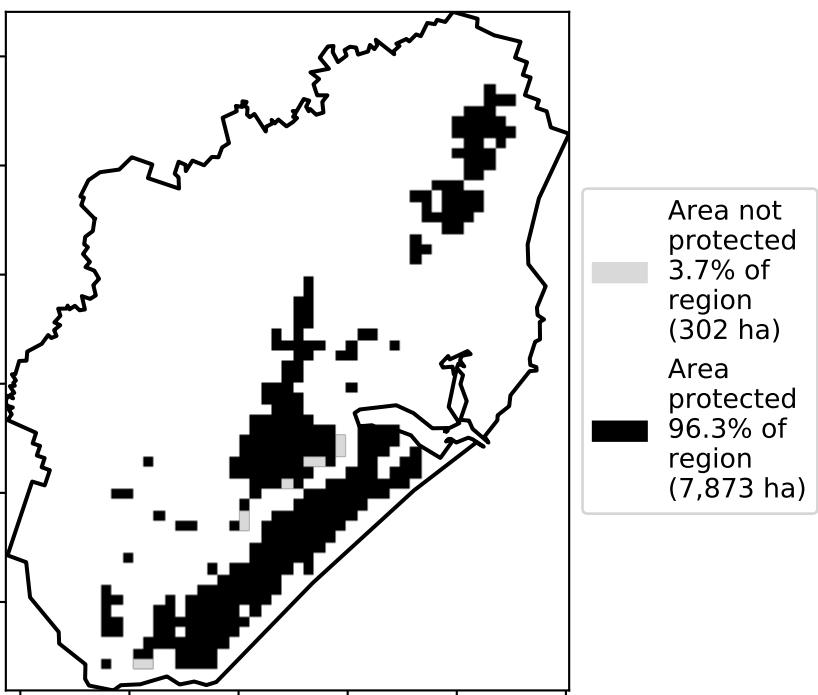 Area not
protected
3.7% of
region
(302 ha)
Area
protected
96.3% of
region
(7,873 ha)